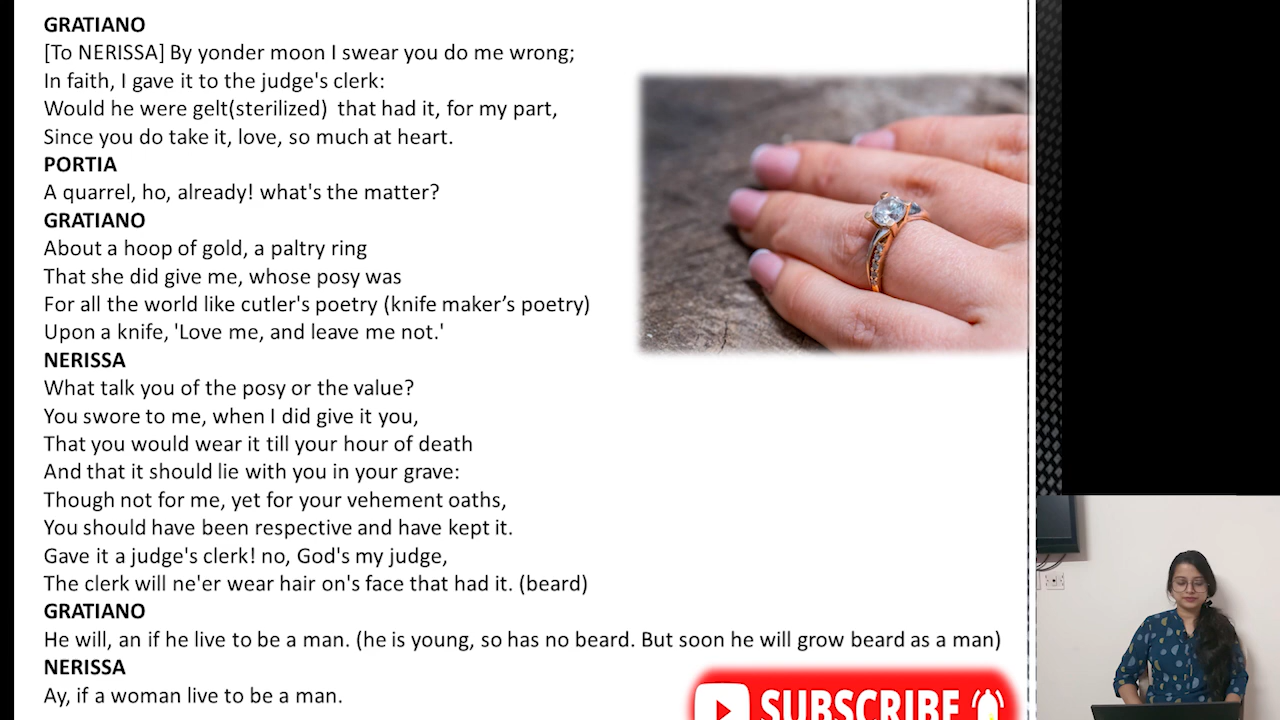 GRATIANO
[To NERISSA] By yonder moon I swear you do me wrong;
In faith, I gave it to the judge's clerk:
Would he were gelt(sterilized)  that had it, for my part,
Since you do take it, love, so much at heart.
PORTIA
A quarrel, ho, already! what's the matter?
GRATIANO
About a hoop of gold, a paltry ring
That she did give me, whose posy was
For all the world like cutler's poetry (knife maker’s poetry)
Upon a knife, 'Love me, and leave me not.'
NERISSA
What talk you of the posy or the value?
You swore to me, when I did give it you,
That you would wear it till your hour of death
And that it should lie with you in your grave:
Though not for me, yet for your vehement oaths,
You should have been respective and have kept it.
Gave it a judge's clerk! no, God's my judge,
The clerk will ne'er wear hair on's face that had it. (beard)
GRATIANO
He will, an if he live to be a man. (he is young, so has no beard. But soon he will grow beard as a man)
NERISSA
Ay, if a woman live to be a man.
SUBSCRIBE